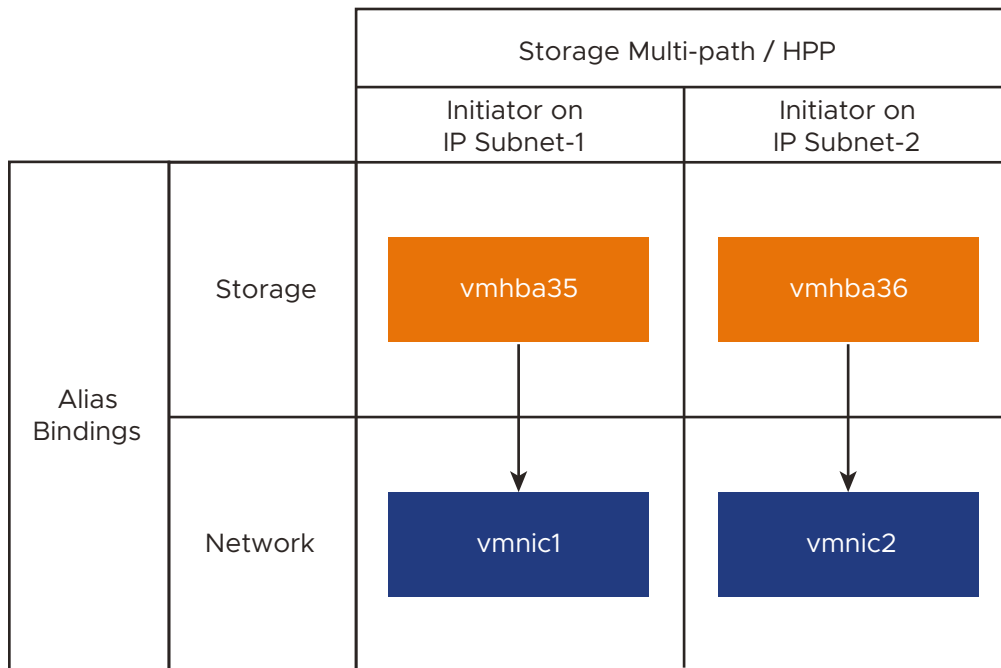 Storage Multi-path / HPP
Initiator on
IP Subnet-1
Initiator on
IP Subnet-2
Alias
Bindings
Storage
vmhba35
vmhba36
Network
vmnic1
vmnic2